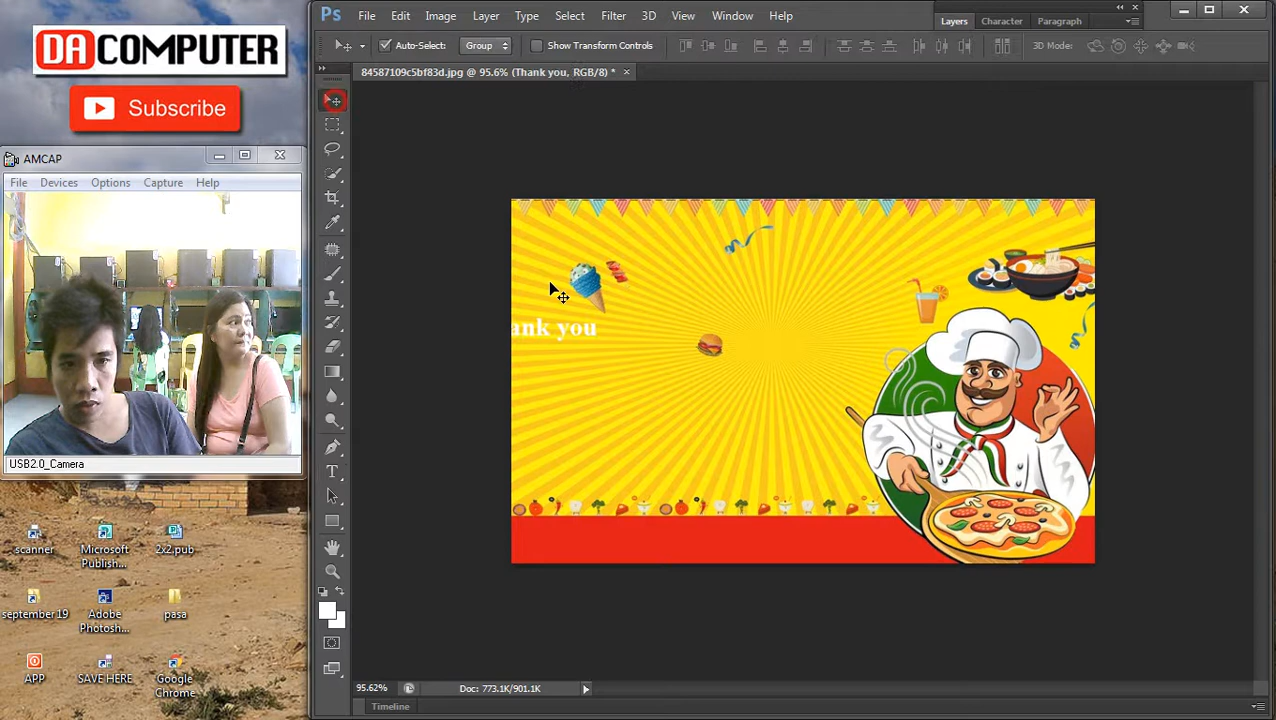 DACOMPUTER
Subscribe
AMCAP
File Devices Options Capture Help
USB2.0_Camera
scanner
Microsoft Publish...
2x2.pub
september 19
Adobe Photosh...
pasa
APP
SAVE HERE
Google Chrome
Ps File Edit Image Layer Type Select Filter 3D View Window Help
Layers Character Paragraph
Auto-Select: Group Show Transform Controls 3D Mode:
84587109c5bf83d.jpg @ 95.6% (Thank you, RGB/8) *
ank you
T
95.62% Doc: 773.1K/901.1K
Timeline